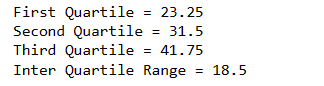 First Quartile = 23.25
Second Quartile = 31.5
Third Quartile = 41.75
Inter Quartile Range = 18.5